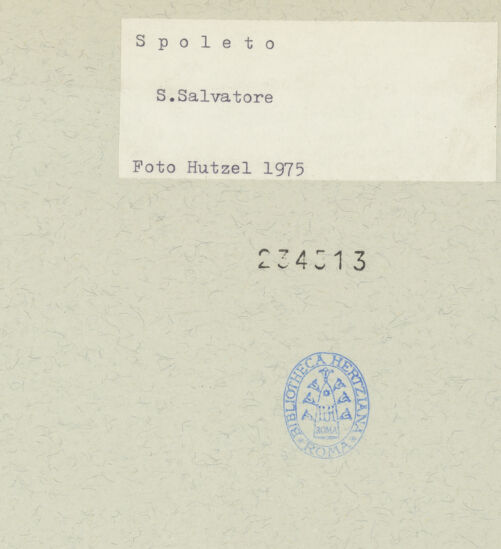 S p o l e t o
S.Salvatore
Foto Hutzel 1975
234513
BIBLIOTHECA HERTZIANA
ROMA
ROMA